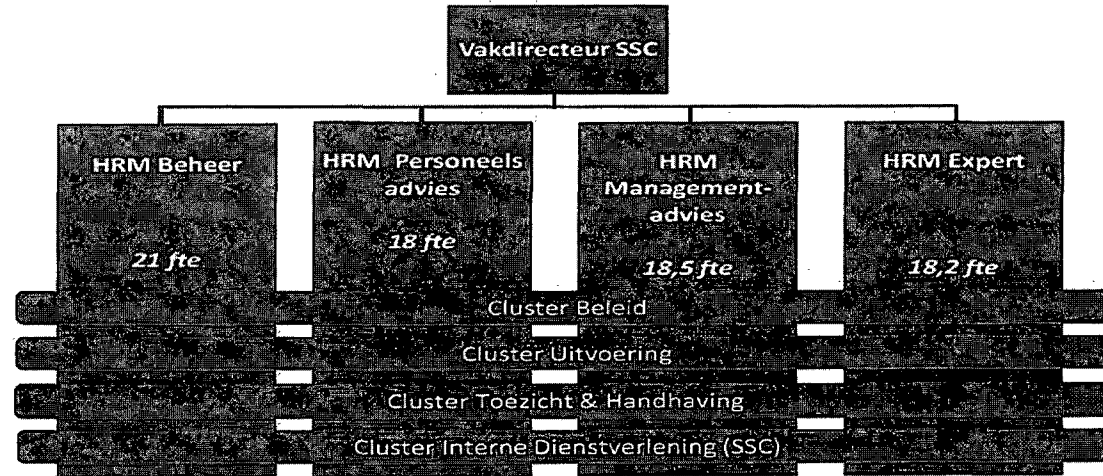 Vakdirecteur SSC
HRM Beheer
21 fte
HRM Personeels
advies
18 fte
HRM
Management-
advies
18,5 fte
HRM Expert
18,2 fte
Cluster Beleid
Cluster Uitvoering
Cluster Toezicht & Handhaving
Cluster Interne Dienstverlening (SSC)